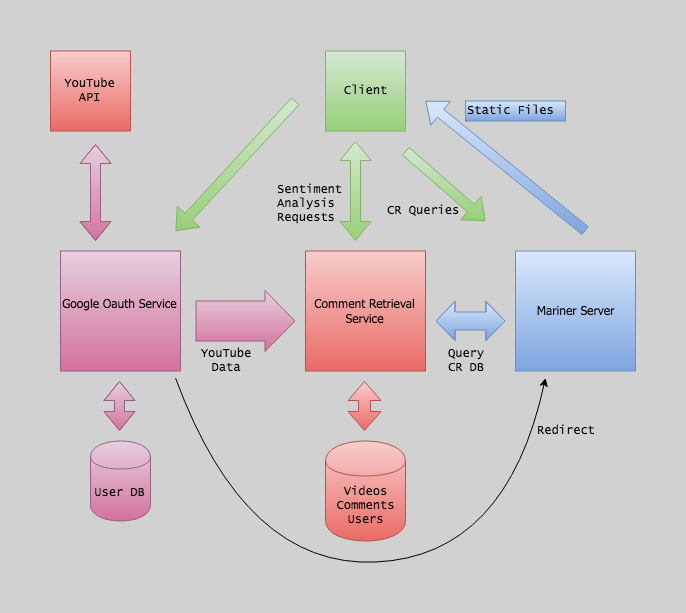 YouTube
API
Client
Static Files
Sentiment
Analysis
Requests
CR Queries
Google Oauth Service
Comment Retrieval
Service
Mariner Server
YouTube
Data
Query
CR DB
Redirect
User DB
Videos
Comments
Users